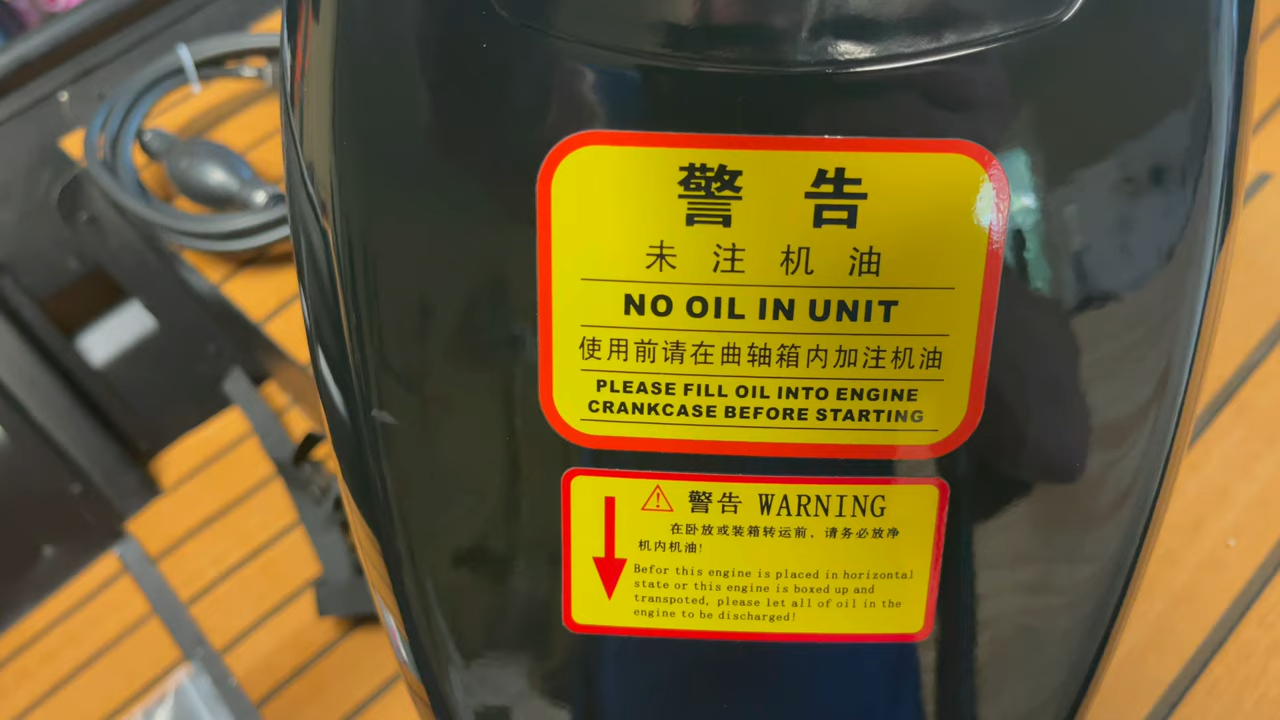 警告
未注机油
NO OIL IN UNIT
使用前请在曲轴箱内加注机油
PLEASE FILL OIL INTO ENGINE
CRANKCASE BEFORE STARTING
警告 WARNING
在卧放或装箱转运前，请务必放净
机内机油!
Befor this engine is placed in horizontal
state or this engine is boxed up and
transpoted, please let all of oil in the
engine to be discharged!